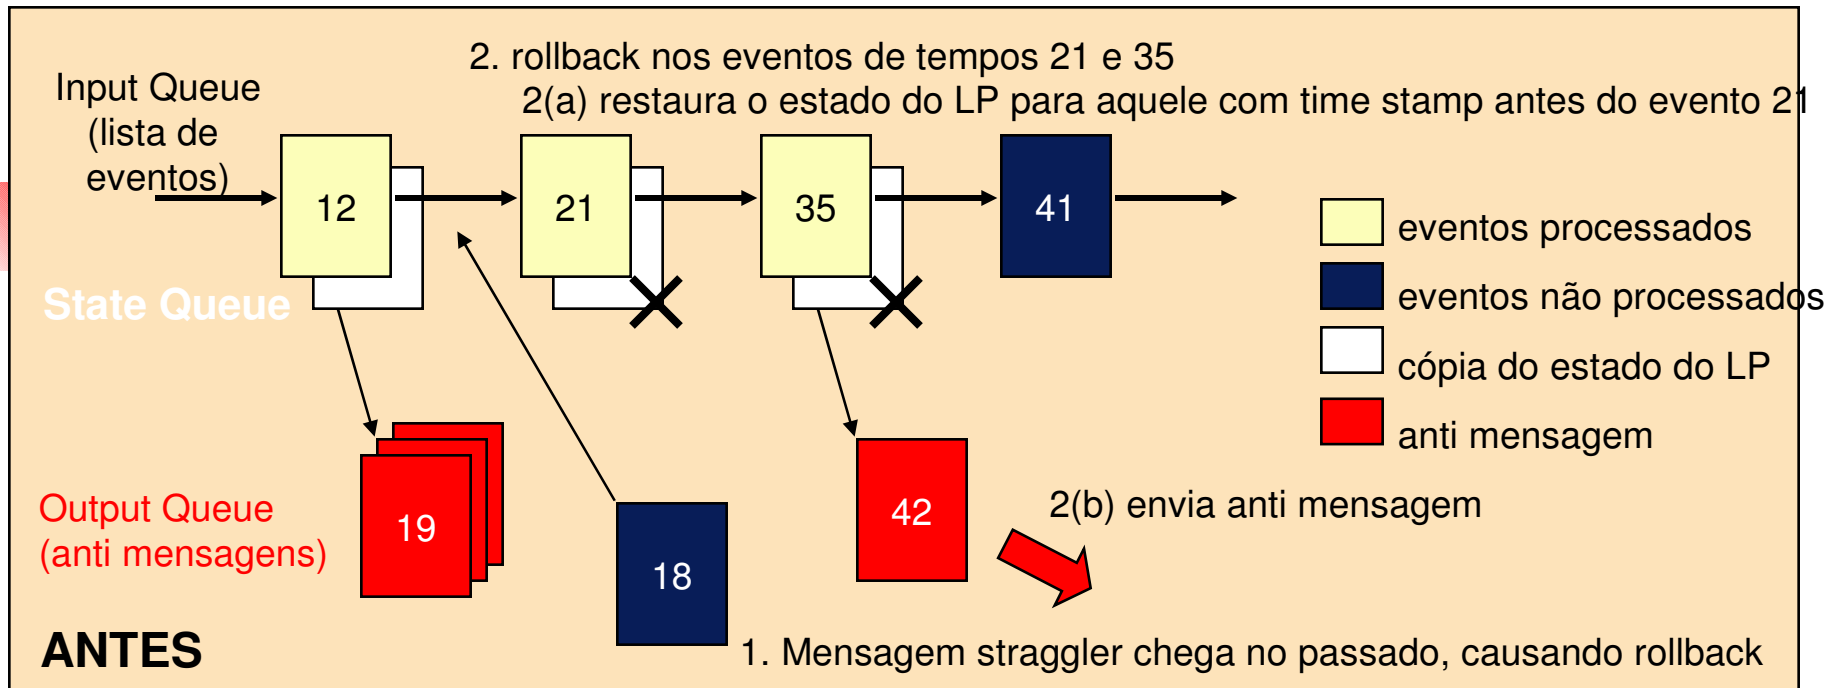 2. rollback nos eventos de tempos 21 e 35
2(a) restaura o estado do LP para aquele com time stamp antes do evento 21
Input Queue
(lista de
eventos)
12
21
35
41
eventos processados
eventos não processados
cópia do estado do LP
anti mensagem
State Queue
Output Queue
(anti mensagens)
19
18
42
2(b) envia anti mensagem
ANTES
1. Mensagem straggler chega no passado, causando rollback